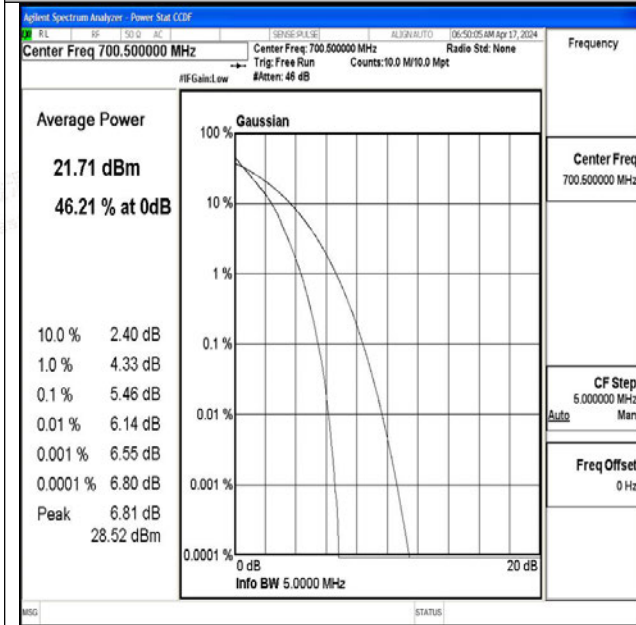 Agilent Spectrum Analyzer - Power Stat CCDF
RL RF 50 Ω AC SENSE:PULSE ALIGNAUTO 06:50:05 AM Apr 17, 2024
Center Freq 700.500000 MHz
Center Freq: 700.500000 MHz Radio Std: None
Trig: Free Run Counts:10.0 M/10.0 Mpt
#IFGain:Low #Atten: 46 dB
Frequency
Average Power
21.71 dBm
46.21 % at 0dB
10.0 % 2.40 dB
1.0 % 4.33 dB
0.1 % 5.46 dB
0.01 % 6.14 dB
0.001 % 6.55 dB
0.0001 % 6.80 dB
Peak 6.81 dB
28.52 dBm
Gaussian
100 %
10 %
1 %
0.1 %
0.01 %
0.001 %
0.0001 %
0 dB 20 dB
Info BW 5.0000 MHz
Center Freq
700.500000 MHz
CF Step
5.000000 MHz
Auto Man
Freq Offset
0 Hz
MSG STATUS